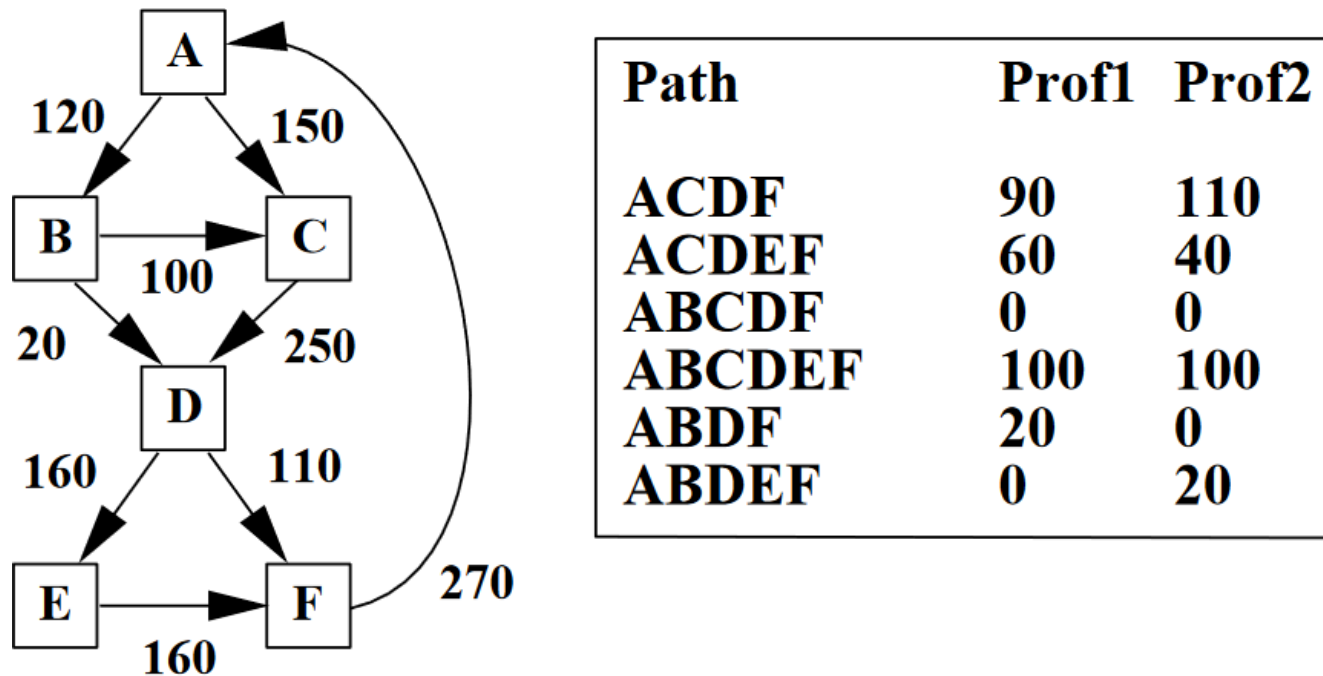 A
120
150
B
C
100
20
250
D
160
110
E
F
270
160
Path Prof1 Prof2
ACDF 90 110
ACDEF 60 40
ABCDF 0 0
ABCDEF 100 100
ABDF 20 0
ABDEF 0 20